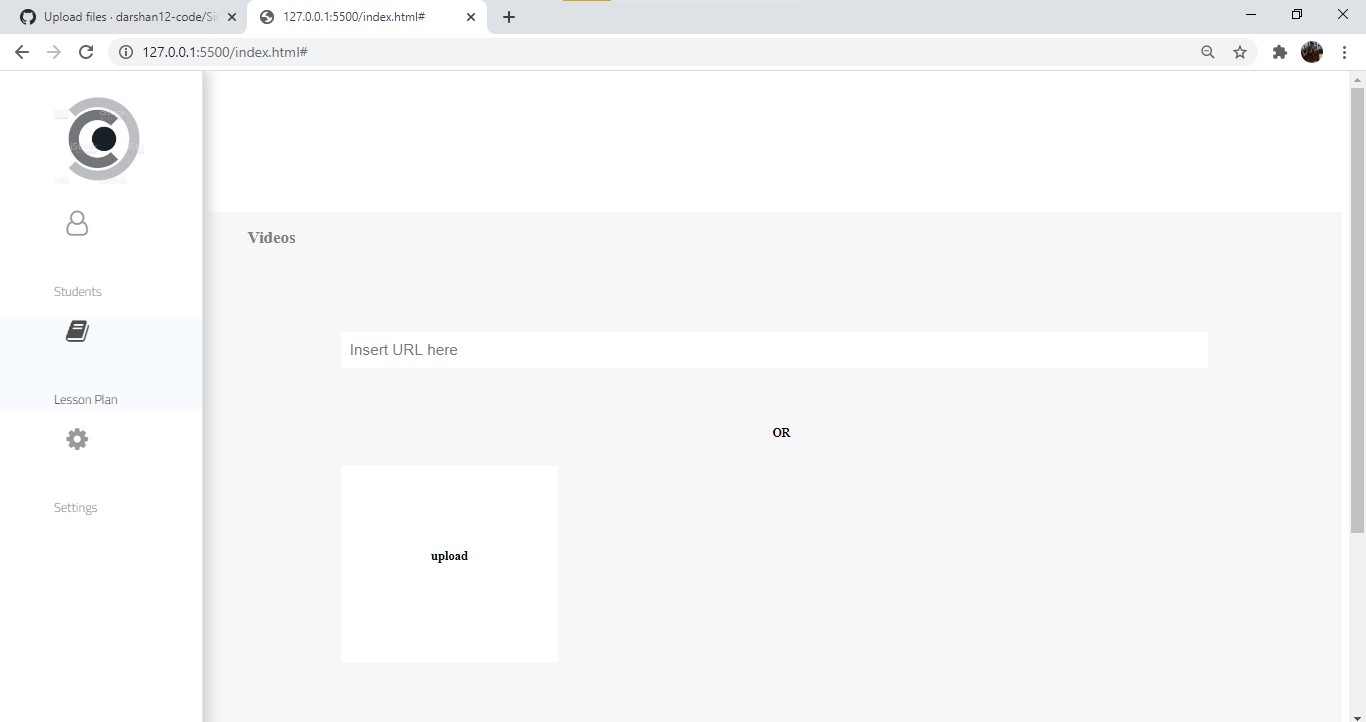 Upload files · darshan12-code/Sir
127.0.0.1:5500/index.html#
127.0.0.1:5500/index.html#
Students
Lesson Plan
Settings
Videos
Insert URL here
OR
upload